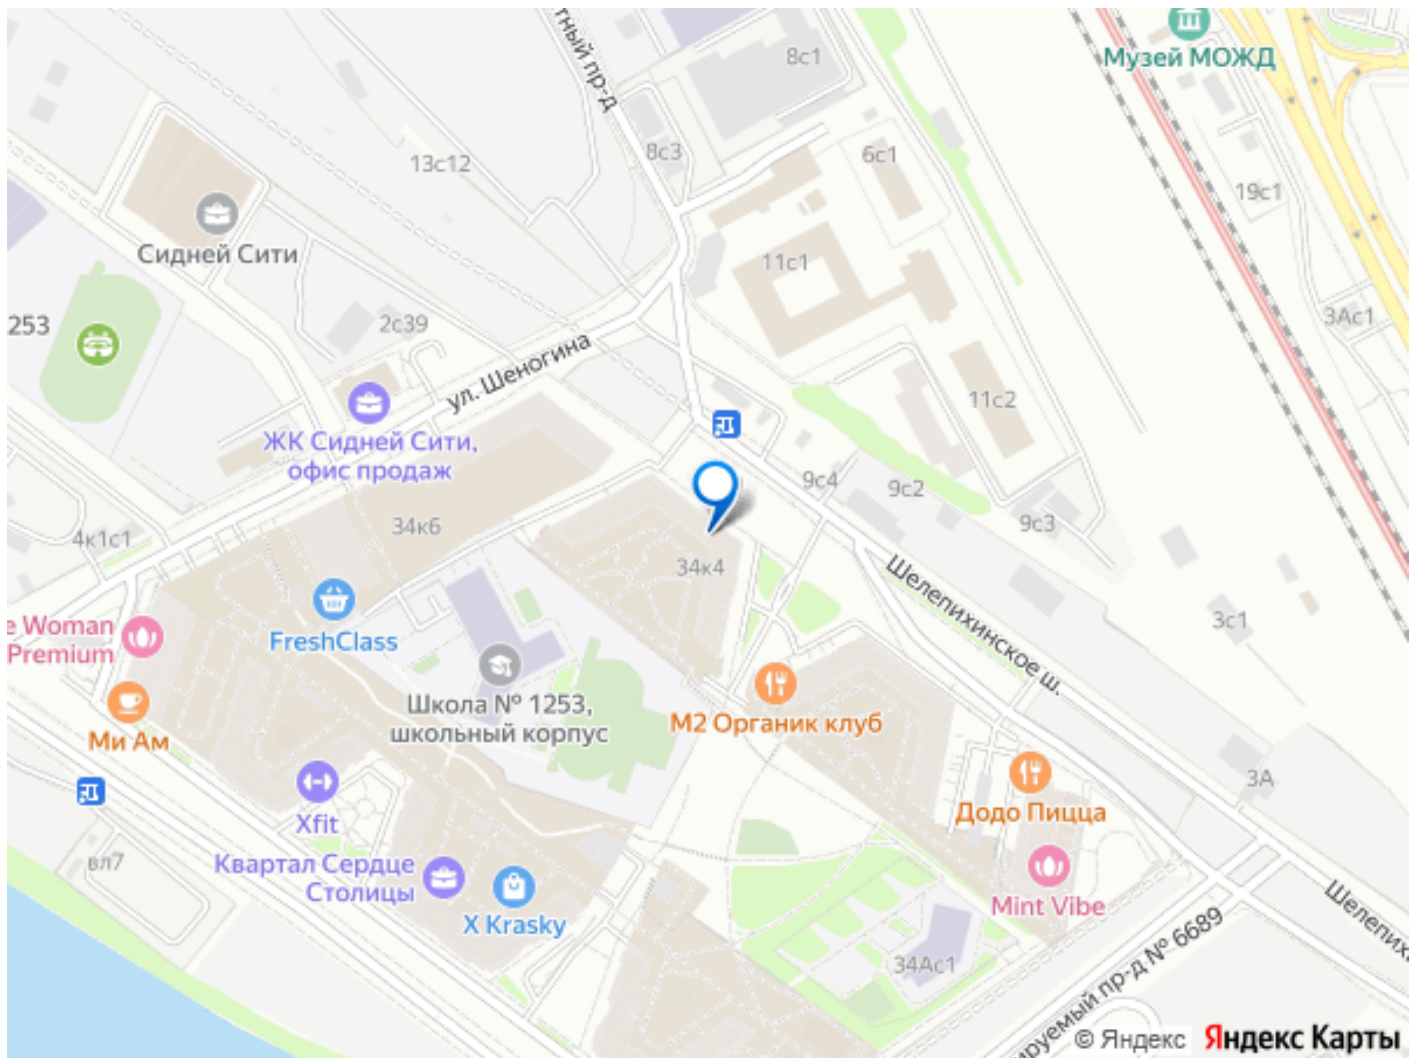 тный пр-д
8с1
Музей МОЖД
13с12
8с3
6с1
19с1
Сидней Сити
11с1
253
2с39
3Ас1
ул. Шеногина
11с2
ЖК Сидней Сити,
офис продаж
9с4
9с2
34к6
9с3
4к1с1
34к4
Шелепихинское ш.
e Woman
Premium
FreshClass
3с1
Школа № 1253,
школьный корпус
М2 Органик клуб
Ми Ам
3А
Xfit
Додо Пицца
вл7
Квартал Сердце
Столицы
X Krasky
Mint Vibe
Шелепиха
34Ас1
ируемый пр-д № 6689
© Яндекс Яндекс Карты